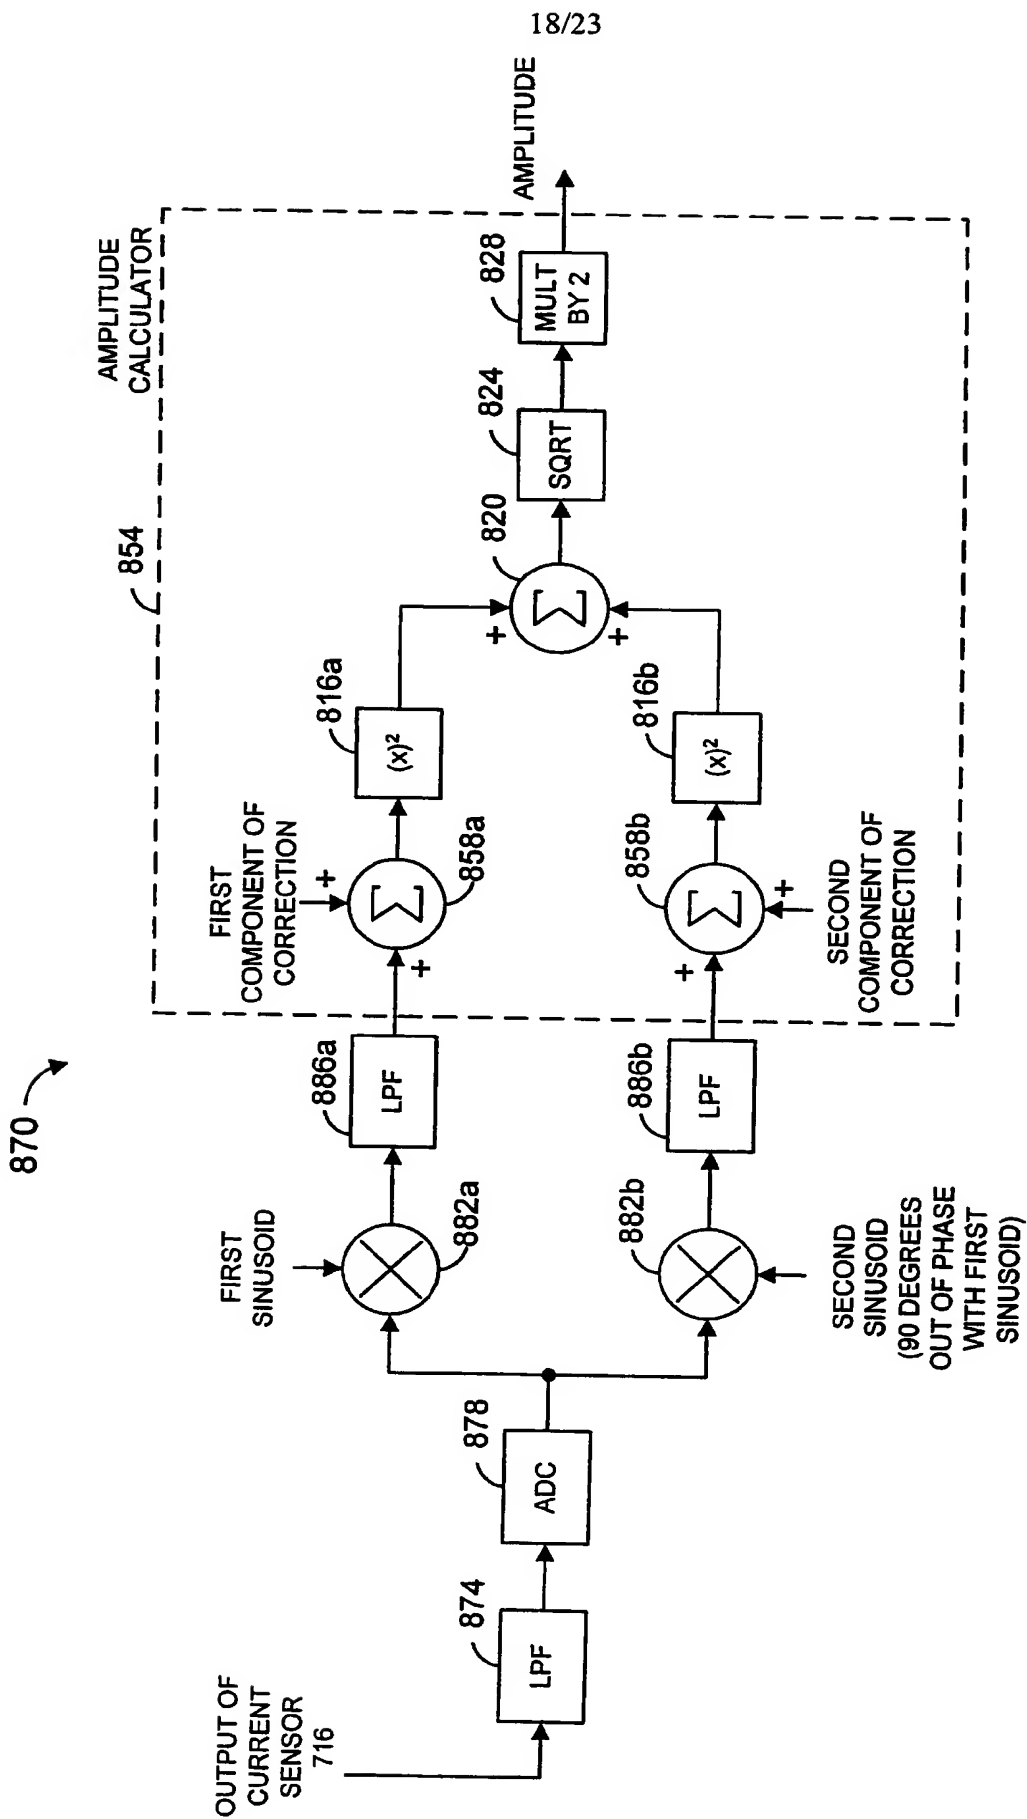 18/23
870
OUTPUT OF
CURRENT
SENSOR
716
874
LPF
878
ADC
FIRST
SINUSOID
882a
886a
LPF
882b
SECOND
SINUSOID
(90 DEGREES
OUT OF PHASE
WITH FIRST
SINUSOID)
886b
LPF
854
AMPLITUDE
CALCULATOR
FIRST
COMPONENT OF
CORRECTION
+
+
Σ
858a
816a
(x)²
858b
Σ
+
+
SECOND
COMPONENT OF
CORRECTION
816b
(x)²
820
+
Σ
+
824
SQRT
828
MULT
BY 2
AMPLITUDE